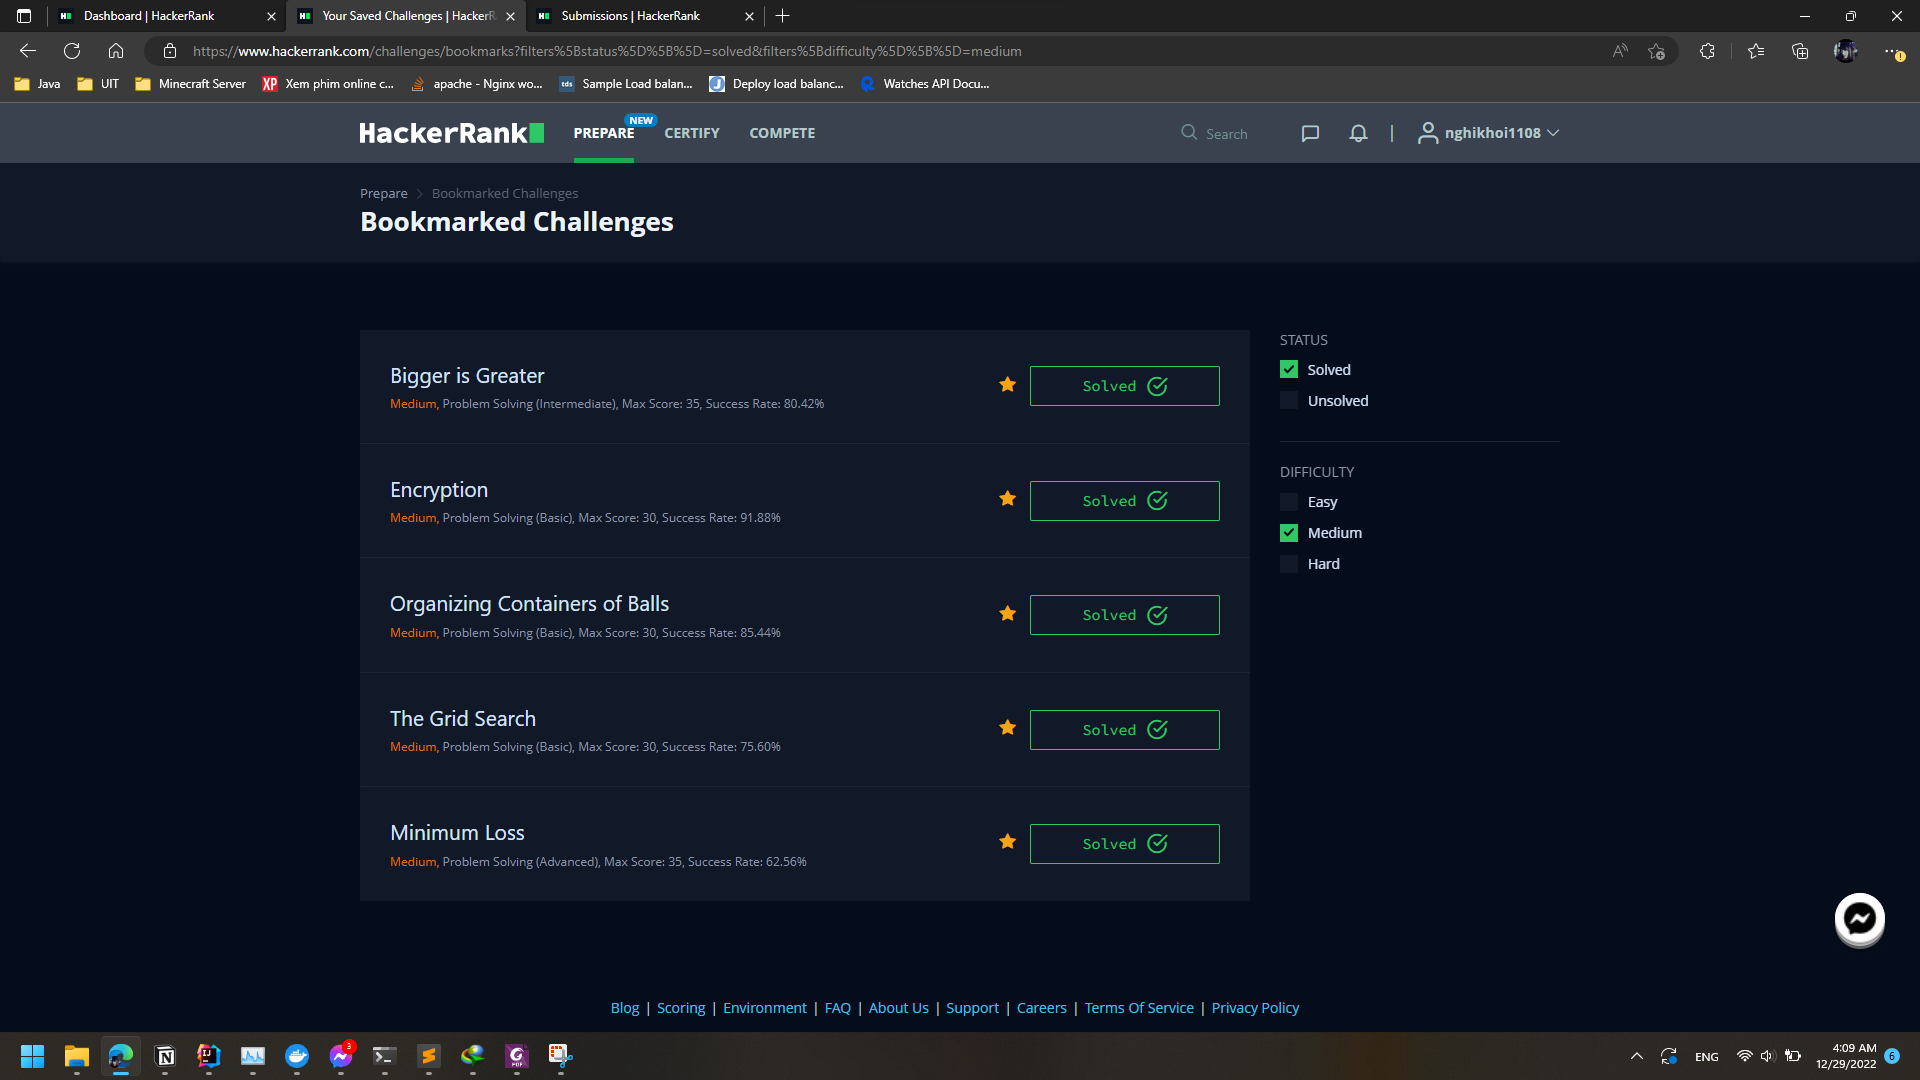 Dashboard | HackerRank
Your Saved Challenges | HackerR
Submissions | HackerRank
https://www.hackerrank.com/challenges/bookmarks?filters%5Bstatus%5D%5B%5D=solved&filters%5Bdifficulty%5D%5B%5D=medium
Java
UIT
Minecraft Server
XP Xem phim online c...
apache - Nginx wo...
tds Sample Load balan...
Deploy load balanc...
Watches API Docu...
HackerRank
PREPARE
NEW
CERTIFY
COMPETE
Search
nghikhoi1108
Prepare > Bookmarked Challenges
Bookmarked Challenges
Bigger is Greater
Medium, Problem Solving (Intermediate), Max Score: 35, Success Rate: 80.42%
Solved
Encryption
Medium, Problem Solving (Basic), Max Score: 30, Success Rate: 91.88%
Solved
Organizing Containers of Balls
Medium, Problem Solving (Basic), Max Score: 30, Success Rate: 85.44%
Solved
The Grid Search
Medium, Problem Solving (Basic), Max Score: 30, Success Rate: 75.60%
Solved
Minimum Loss
Medium, Problem Solving (Advanced), Max Score: 35, Success Rate: 62.56%
Solved
STATUS
Solved
Unsolved
DIFFICULTY
Easy
Medium
Hard
Blog | Scoring | Environment | FAQ | About Us | Support | Careers | Terms Of Service | Privacy Policy
3
ENG
4:09 AM
12/29/2022
6